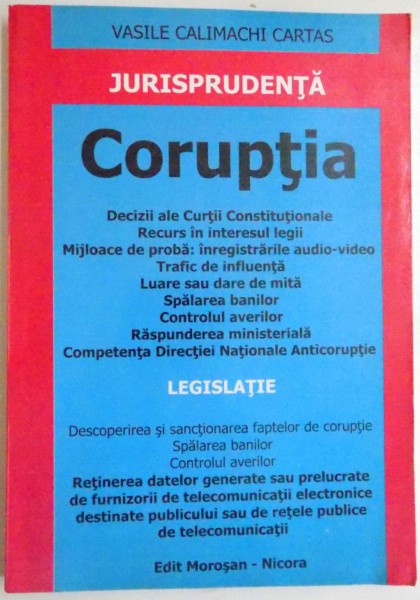 VASILE CALIMACHI CARTAS
JURISPRUDENŢĂ
Corupţia
Decizii ale Curţii Constituţionale
Recurs în interesul legii
Mijloace de probă: înregistrările audio-video
Trafic de influenţă
Luare sau dare de mită
Spălarea banilor
Controlul averilor
Răspunderea ministerială
Competenţa Direcţiei Naţionale Anticorupţie
LEGISLAŢIE
Descoperirea şi sancţionarea faptelor de corupţie
Spălarea banilor
Controlul averilor
Reţinerea datelor generate sau prelucrate
de furnizorii de telecomunicaţii electronice
destinate publicului sau de reţele publice
de telecomunicaţii
Edit Moroşan - Nicora